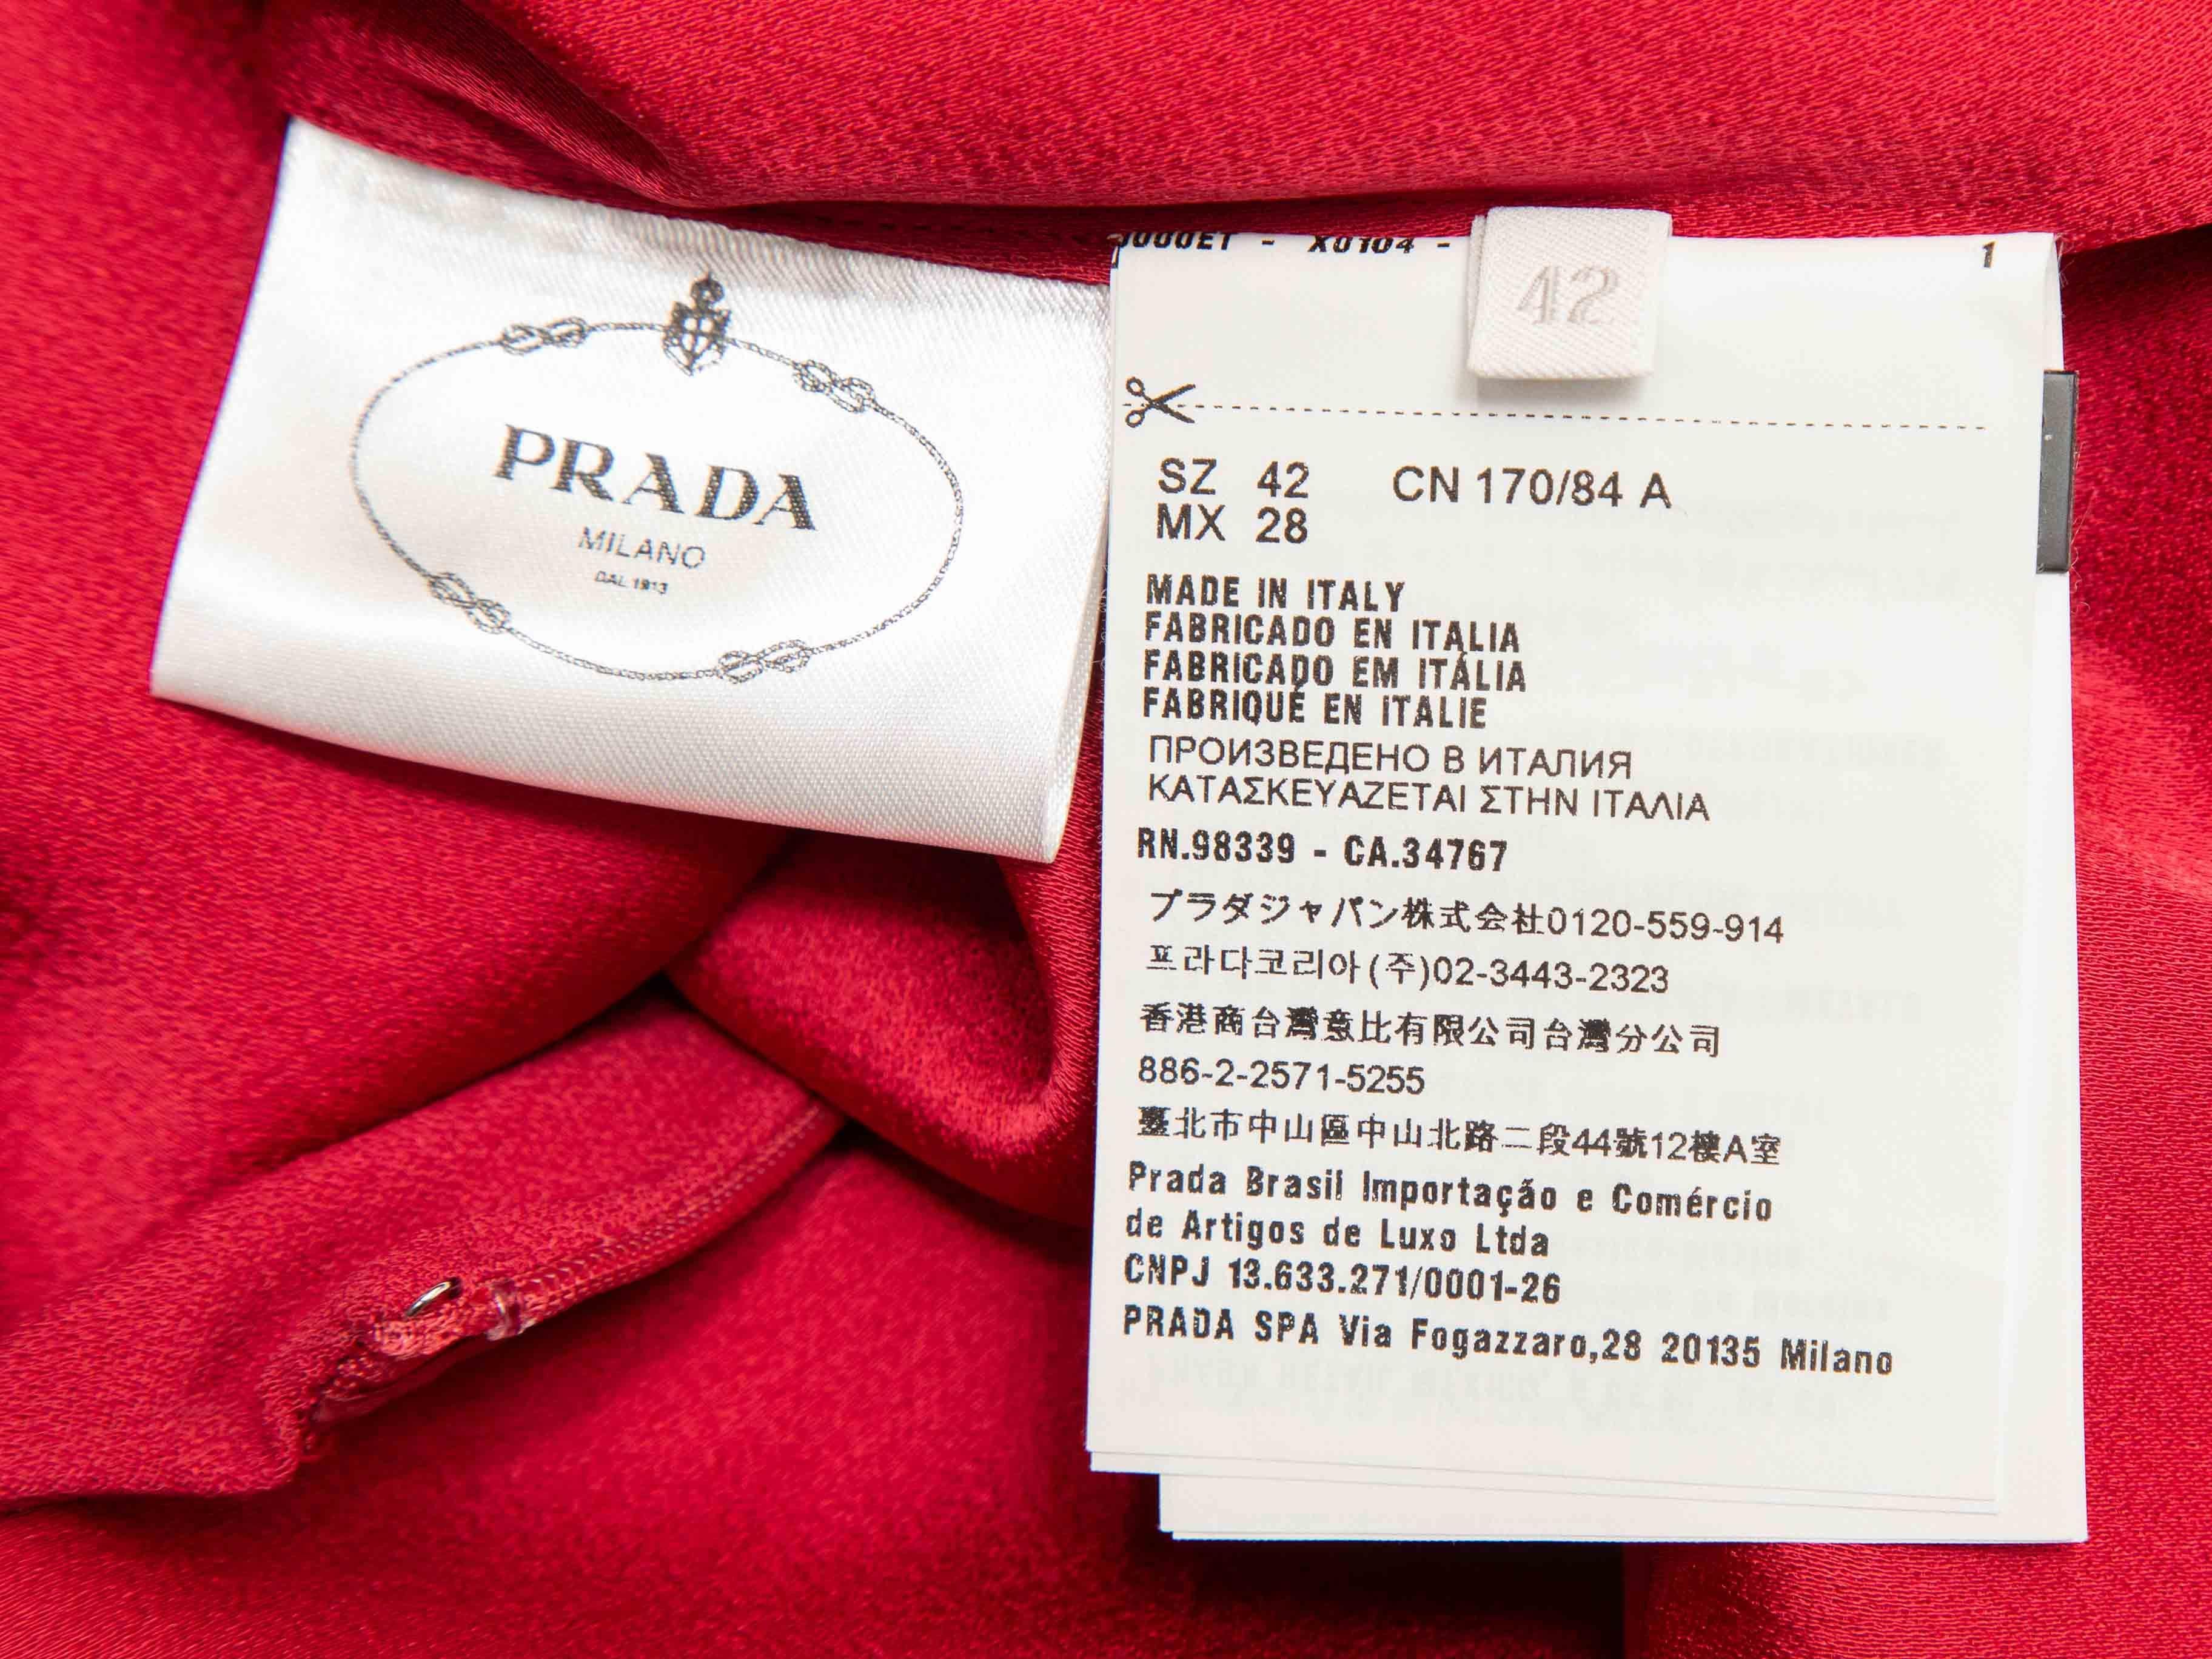 PRADA
MILANO
DAL 1913
X0104 -
1
42
SZ 42 CN 170/84 A
MX 28
MADE IN ITALY
FABRICADO EN ITALIA
FABRICADO EM ITÁLIA
FABRIQUÉ EN ITALIE
ПРОИЗВЕДЕНО В ИТАЛИЯ
ΚΑΤΑΣΚΕΥΑΖΕΤΑΙ ΣΤΗΝ ΙΤΑΛΙΑ
RN.98339 - CA.34767
プラダジャパン株式会社0120-559-914
프라다코리아(주)02-3443-2323
香港商台灣意比有限公司台灣分公司
886-2-2571-5255
臺北市中山區中山北路二段44號12樓A室
Prada Brasil Importação e Comércio
de Artigos de Luxo Ltda
CNPJ 13.633.271/0001-26
PRADA SPA Via Fogazzaro,28 20135 Milano